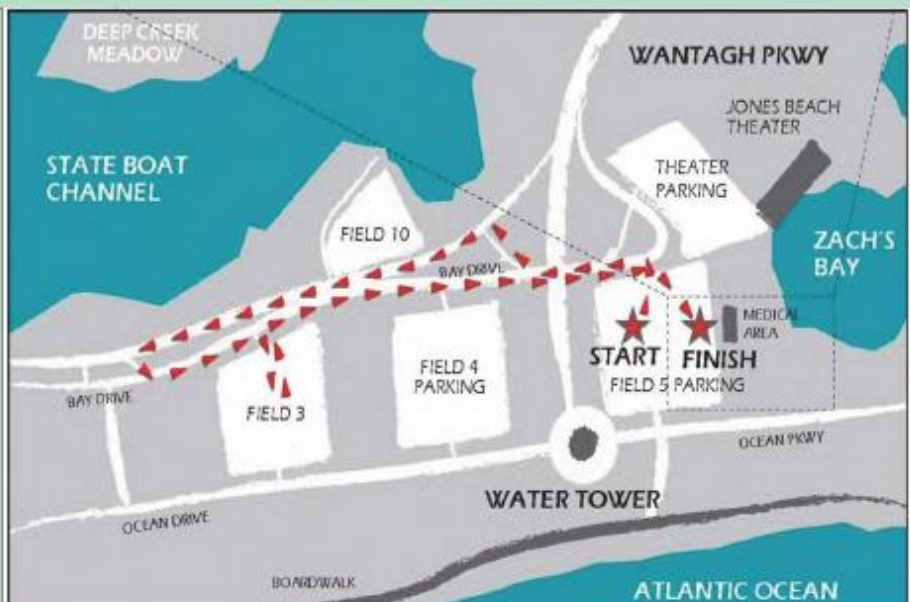 DEEP CREEK
MEADOW
WANTAGH PKWY
JONES BEACH
THEATER
STATE BOAT
CHANNEL
THEATER
PARKING
FIELD 10
ZACH'S
BAY
BAY DRIVE
MEDICAL
AREA
START
FINISH
FIELD 4
PARKING
FIELD 5 PARKING
BAY DRIVE
FIELD 3
OCEAN PKWY
WATER TOWER
OCEAN DRIVE
BOARDWALK
ATLANTIC OCEAN